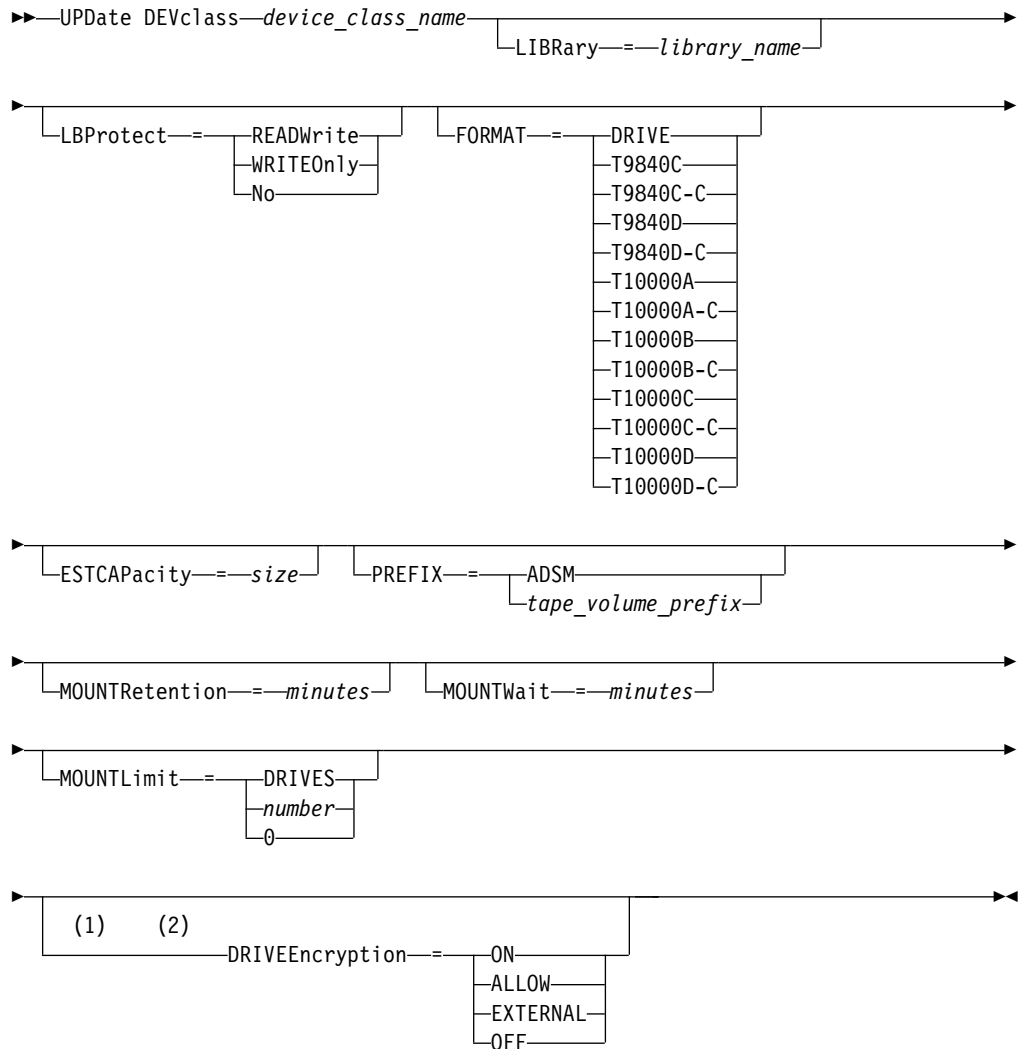 UPDate DEVclass device_class_name
LIBRary = library_name
LBProtect = READWrite
WRITEOnly
No
FORMAT = DRIVE
T9840C
T9840C-C
T9840D
T9840D-C
T10000A
T10000A-C
T10000B
T10000B-C
T10000C
T10000C-C
T10000D
T10000D-C
ESTCAPacity = size
PREFIX = ADSM
tape_volume_prefix
MOUNTRetention = minutes
MOUNTWait = minutes
MOUNTLimit = DRIVES
number
0
(1) (2)
DRIVEEncryption = ON
ALLOW
EXTERNAL
OFF